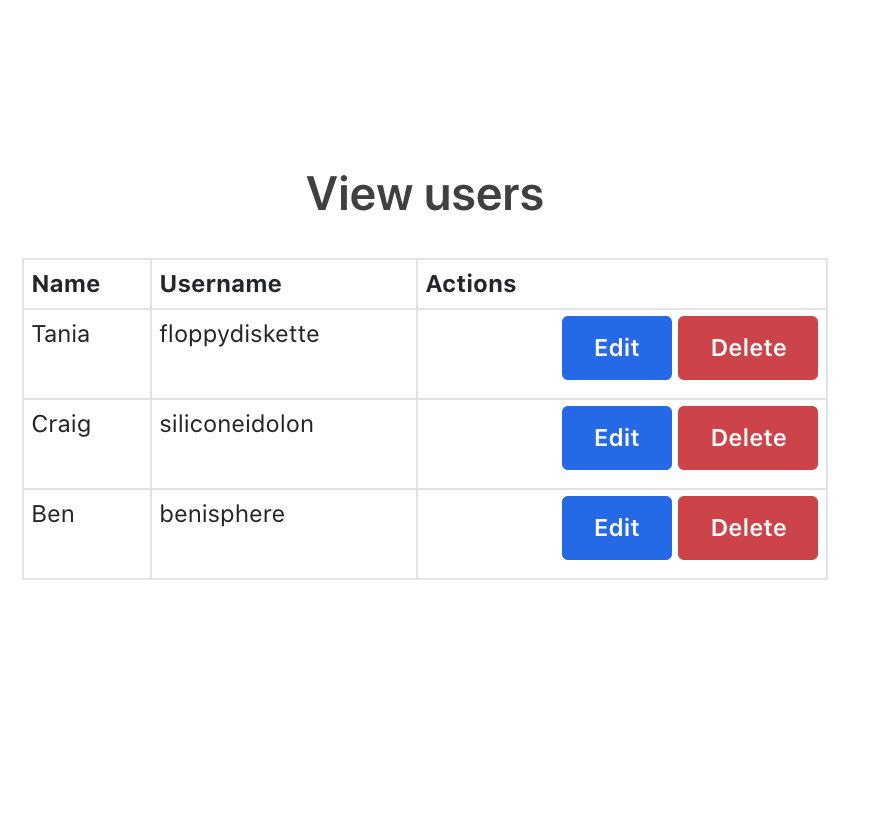 View users
Name Username Actions
Tania floppydiskette Edit Delete
Craig siliconeidolon Edit Delete
Ben benisphere Edit Delete